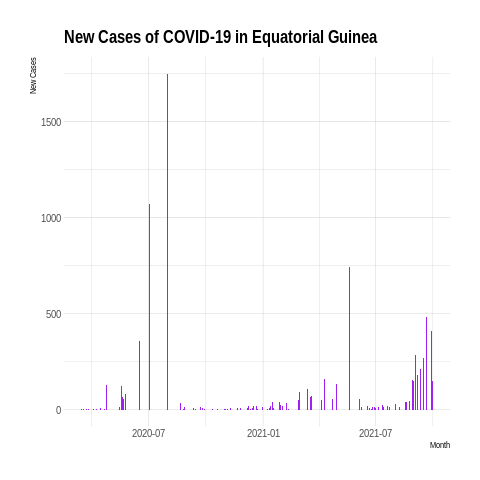 New Cases of COVID-19 in Equatorial Guinea
New Cases
1500
1000
500
0
2020-07
2021-01
2021-07
Month